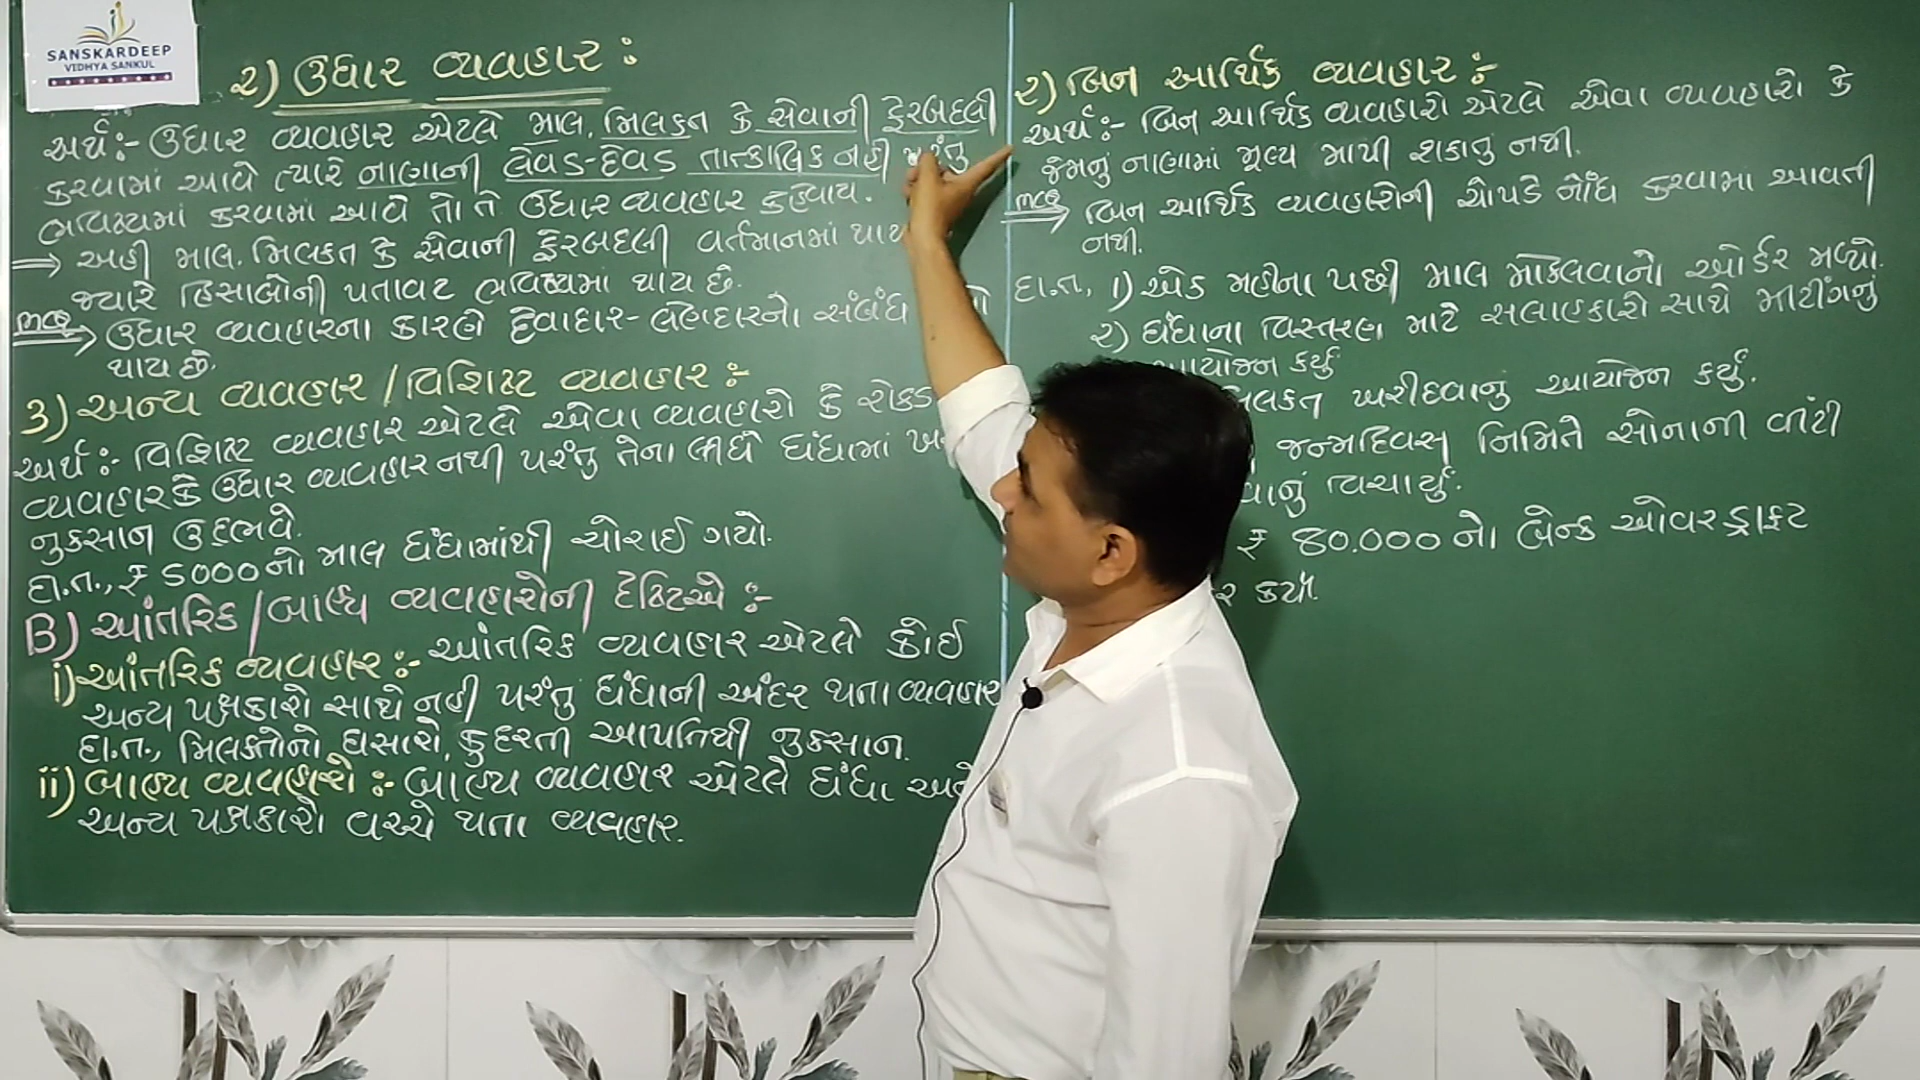 SANSKARDEEP
VIDHYA SANKUL
૨) ઉધાર વ્યવહાર :
અર્થ:- ઉધાર વ્યવહાર એટલે માલ, મિલકત કે સેવાની ફેરબદલી
કરવામાં આવે ત્યારે નાણાની લેવડ-દેવડ તાત્કાલિક નહી પરંતુ
ભવિષ્યમાં કરવામાં આવે તો તે ઉધાર વ્યવહાર કહેવાય.
⇒ અહી માલ, મિલકત કે સેવાની ફેરબદલી વર્તમાનમાં થાય
જ્યારે હિસાબોની પતાવટ ભવિષ્યમાં થાય છે.
MCQ ⇒ ઉધાર વ્યવહારના કારણે દેવાદાર-લેણદારનો સંબંધ
થાય છે.
3) અન્ય વ્યવહાર / વિશિષ્ટ વ્યવહાર :-
અર્થ :- વિશિષ્ટ વ્યવહાર એટલે એવા વ્યવહારો કે રોકડ
વ્યવહાર કે ઉધાર વ્યવહાર નથી પરંતુ તેના લીધે ધંધામાં
નુકસાન ઉદ્દભવે.
દા.ત., ₹ 5000નો માલ ધંધામાંથી ચોરાઈ ગયો.
B) આંતરિક / બાહ્ય વ્યવહારોની દૃષ્ટિએ :-
i) આંતરિક વ્યવહાર :- આંતરિક વ્યવહાર એટલે કોઈ
અન્ય પક્ષકારો સાથે નહી પરંતુ ધંધાની અંદર થતા વ્યવહાર
દા.ત., મિલકતોનો ઘસારો, કુદરતી આપત્તિથી નુકસાન.
ii) બાહ્ય વ્યવહારો :- બાહ્ય વ્યવહાર એટલે ધંધા અને
અન્ય પક્ષકારો વચ્ચે થતા વ્યવહાર.
૨) બિન આર્થિક વ્યવહાર :-
અર્થ :- બિન આર્થિક વ્યવહારો એટલે એવા વ્યવહારો કે
જેમનું નાણામાં મૂલ્ય માપી શકાતુ નથી.
MCQ ⇒ બિન આર્થિક વ્યવહારોની ચોપડે નોંધ કરવામા આવતી
નથી.
દા.ત. ૧) એક મહીના પછી માલ મોકલવાનો ઓર્ડર મળ્યો.
૨) ધંધાના વિસ્તરણ માટે સલાહકારો સાથે મીટીંગનું
આયોજન કર્યું
મિલકત ખરીદવાનું આયોજન કર્યું.
જન્મદિવસ નિમિતે સોનાની વીંટી
વાનું વિચાર્યું.
₹ 80,000 નો બેન્ક ઓવરડ્રાફ્ટ
ર કર્યો.